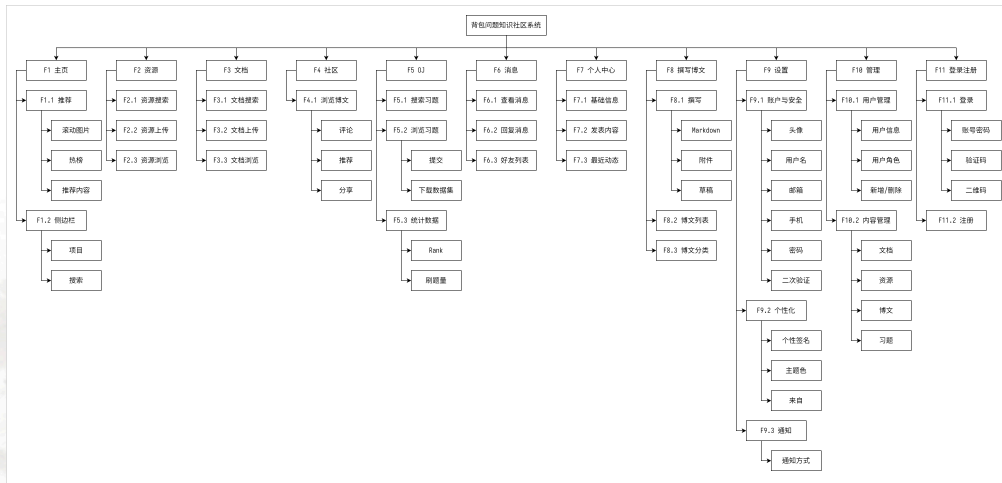 背包问题知识社区系统
F1 主页
F1.1 推荐
滚动图片
热榜
推荐内容
F1.2 侧边栏
项目
搜索
F2 资源
F2.1 资源搜索
F2.2 资源上传
F2.3 资源浏览
F3 文档
F3.1 文档搜索
F3.2 文档上传
F3.3 文档浏览
F4 社区
F4.1 浏览博文
评论
推荐
分享
F5 OJ
F5.1 搜索习题
F5.2 浏览习题
提交
下载数据集
F5.3 统计数据
Rank
刷题量
F6 消息
F6.1 查看消息
F6.2 回复消息
F6.3 好友列表
F7 个人中心
F7.1 基础信息
F7.2 发表内容
F7.3 最近动态
F8 撰写博文
F8.1 撰写
Markdown
附件
草稿
F8.2 博文列表
F8.3 博文分类
F9 设置
F9.1 账户与安全
头像
用户名
邮箱
手机
密码
二次验证
F9.2 个性化
个性签名
主题色
来自
F9.3 通知
通知方式
F10 管理
F10.1 用户管理
用户信息
用户角色
新增/删除
F10.2 内容管理
文档
资源
博文
习题
F11 登录注册
F11.1 登录
账号密码
验证码
二维码
F11.2 注册